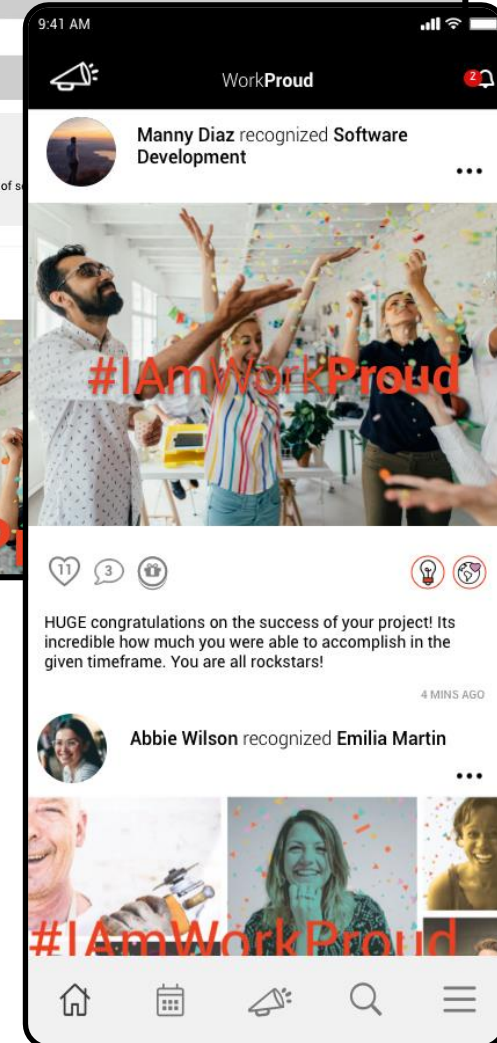 9:41 AM
WorkProud
2
Manny Diaz recognized Software
Development
of s
#IAmWorkProud
11
3
HUGE congratulations on the success of your project! Its
incredible how much you were able to accomplish in the
given timeframe. You are all rockstars!
4 MINS AGO
Abbie Wilson recognized Emilia Martin
#IAmWorkProud